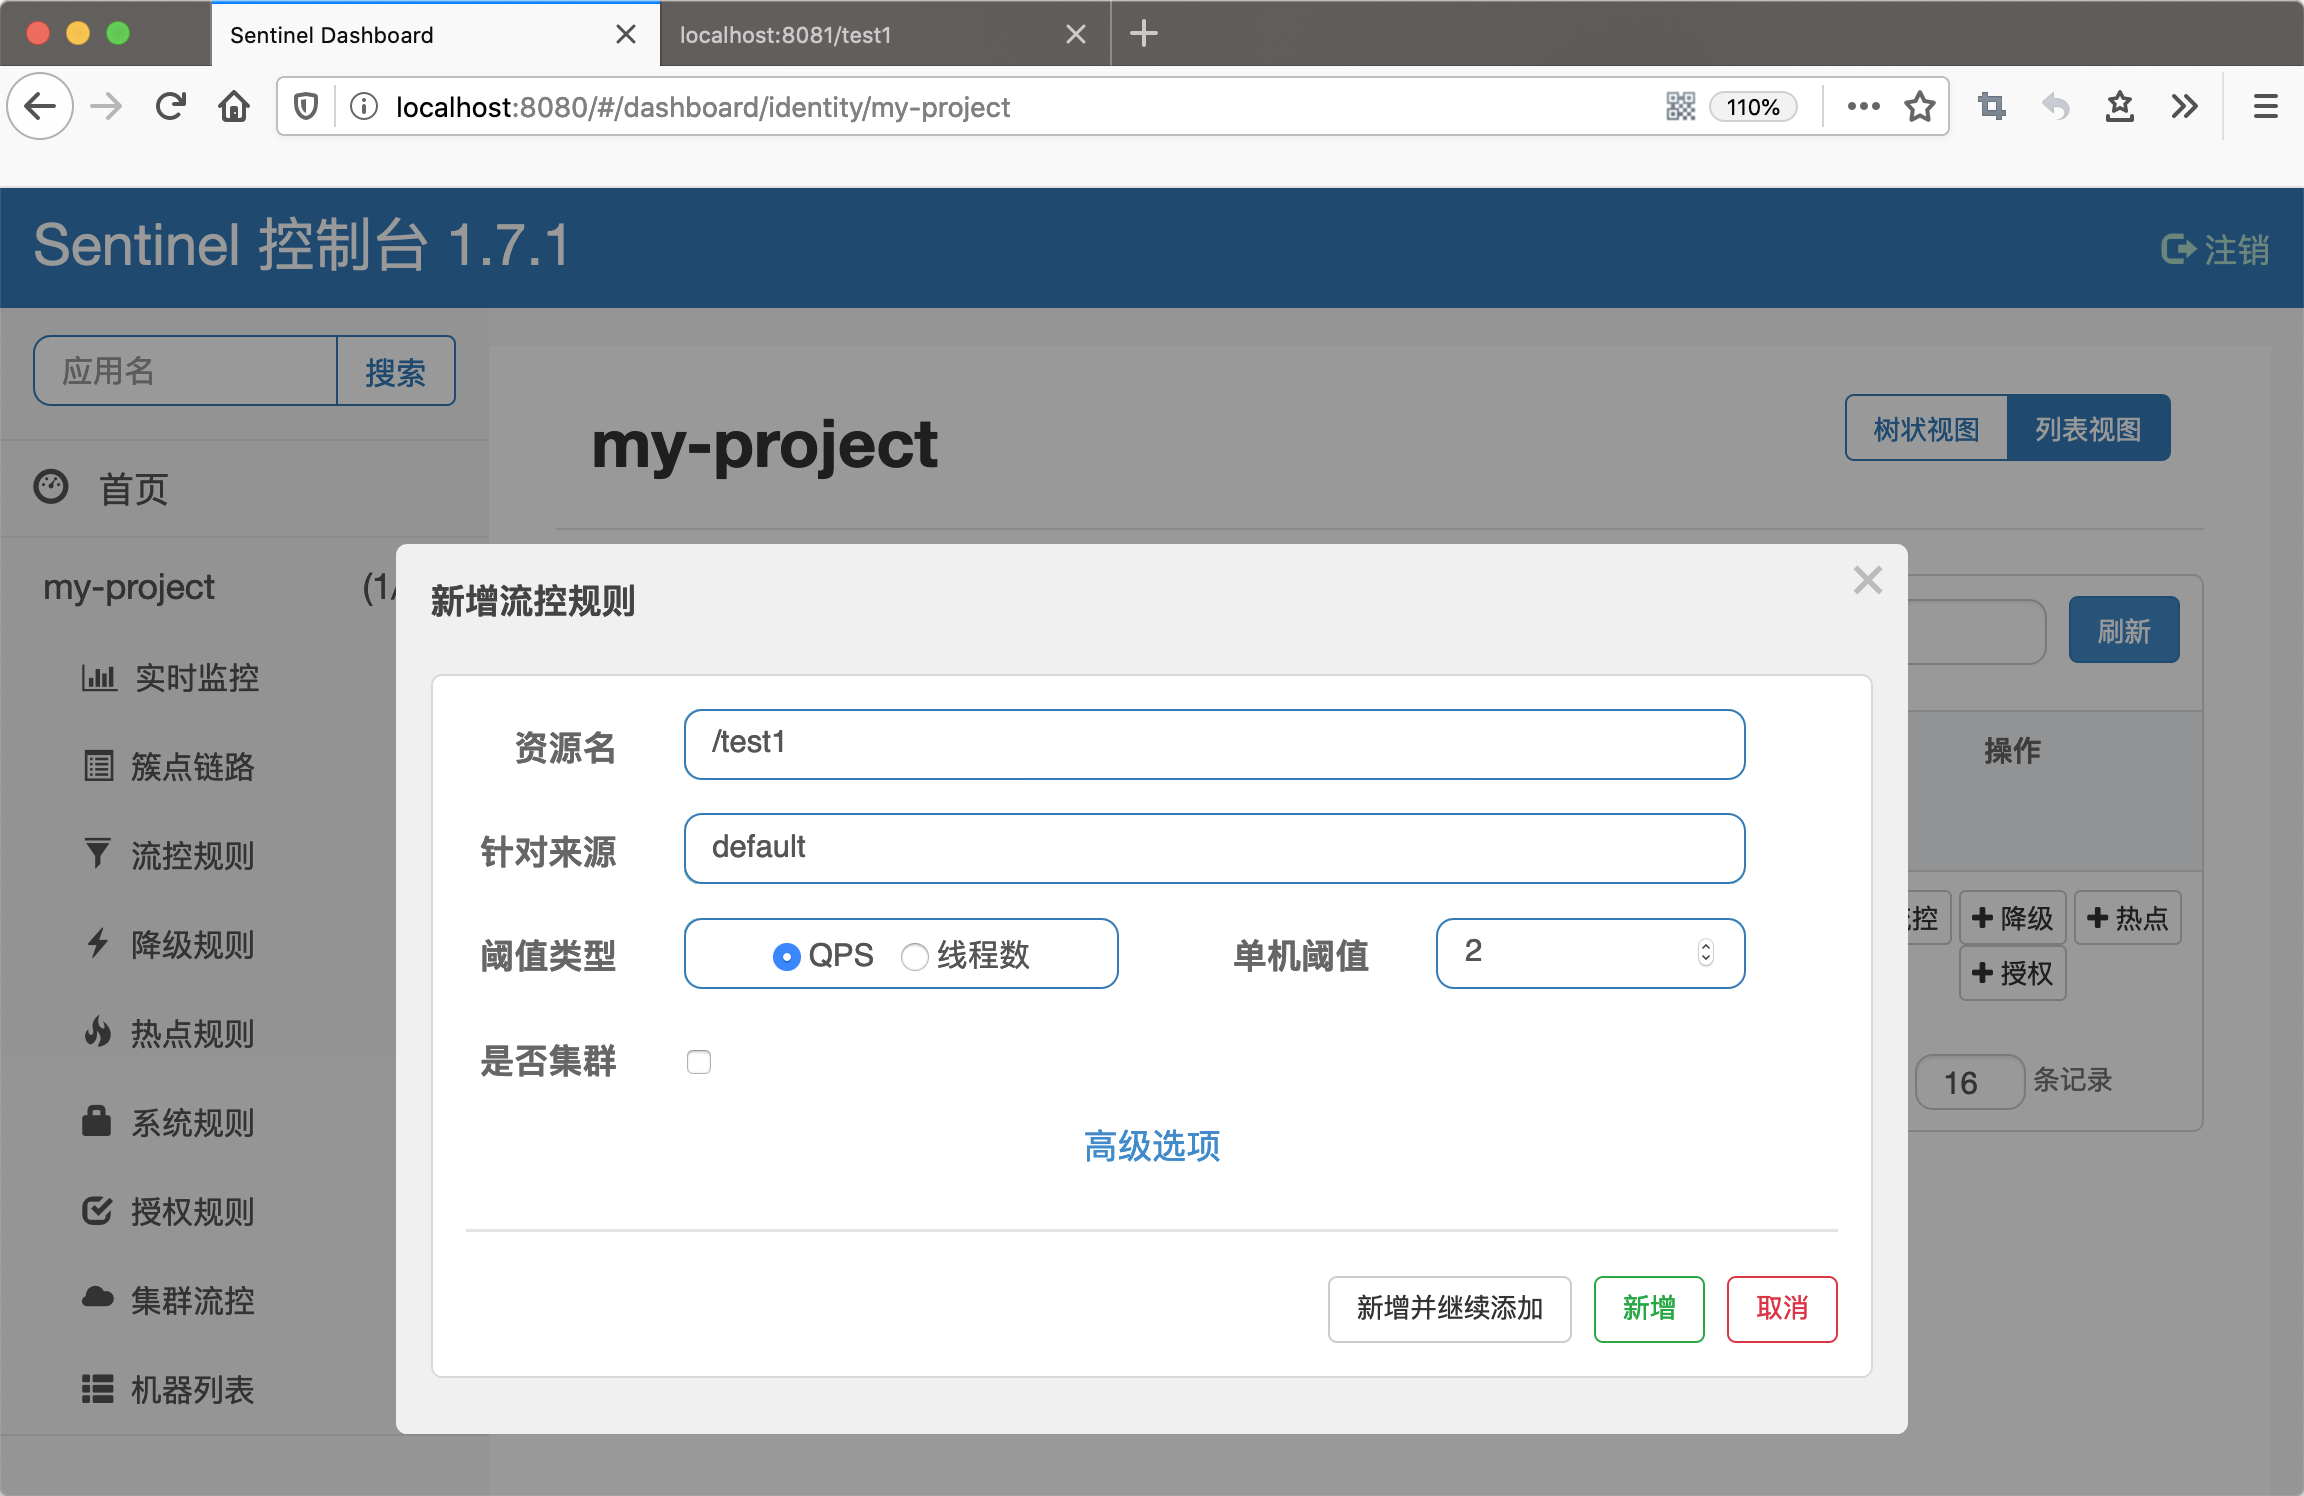 Sentinel Dashboard
localhost:8081/test1
localhost:8080/#/dashboard/identity/my-project
110%
Sentinel 控制台 1.7.1
注销
应用名
搜索
首页
my-project
(1/
实时监控
簇点链路
流控规则
降级规则
热点规则
系统规则
授权规则
集群流控
机器列表
my-project
树状视图
列表视图
刷新
操作
控
降级
热点
授权
16
条记录
新增流控规则
资源名
/test1
针对来源
default
阈值类型
QPS
线程数
单机阈值
2
是否集群
高级选项
新增并继续添加
新增
取消